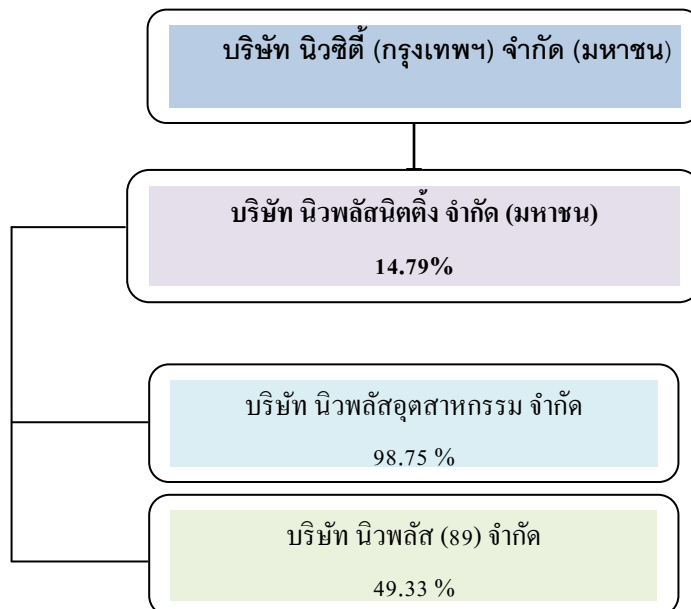 บริษัท นิวซิตี้ (กรุงเทพฯ) จำกัด (มหาชน)
บริษัท นิวพลัสนิตติ้ง จำกัด (มหาชน)
14.79%
บริษัท นิวพลัสอุตสาหกรรม จำกัด
98.75 %
บริษัท นิวพลัส (89) จำกัด
49.33 %